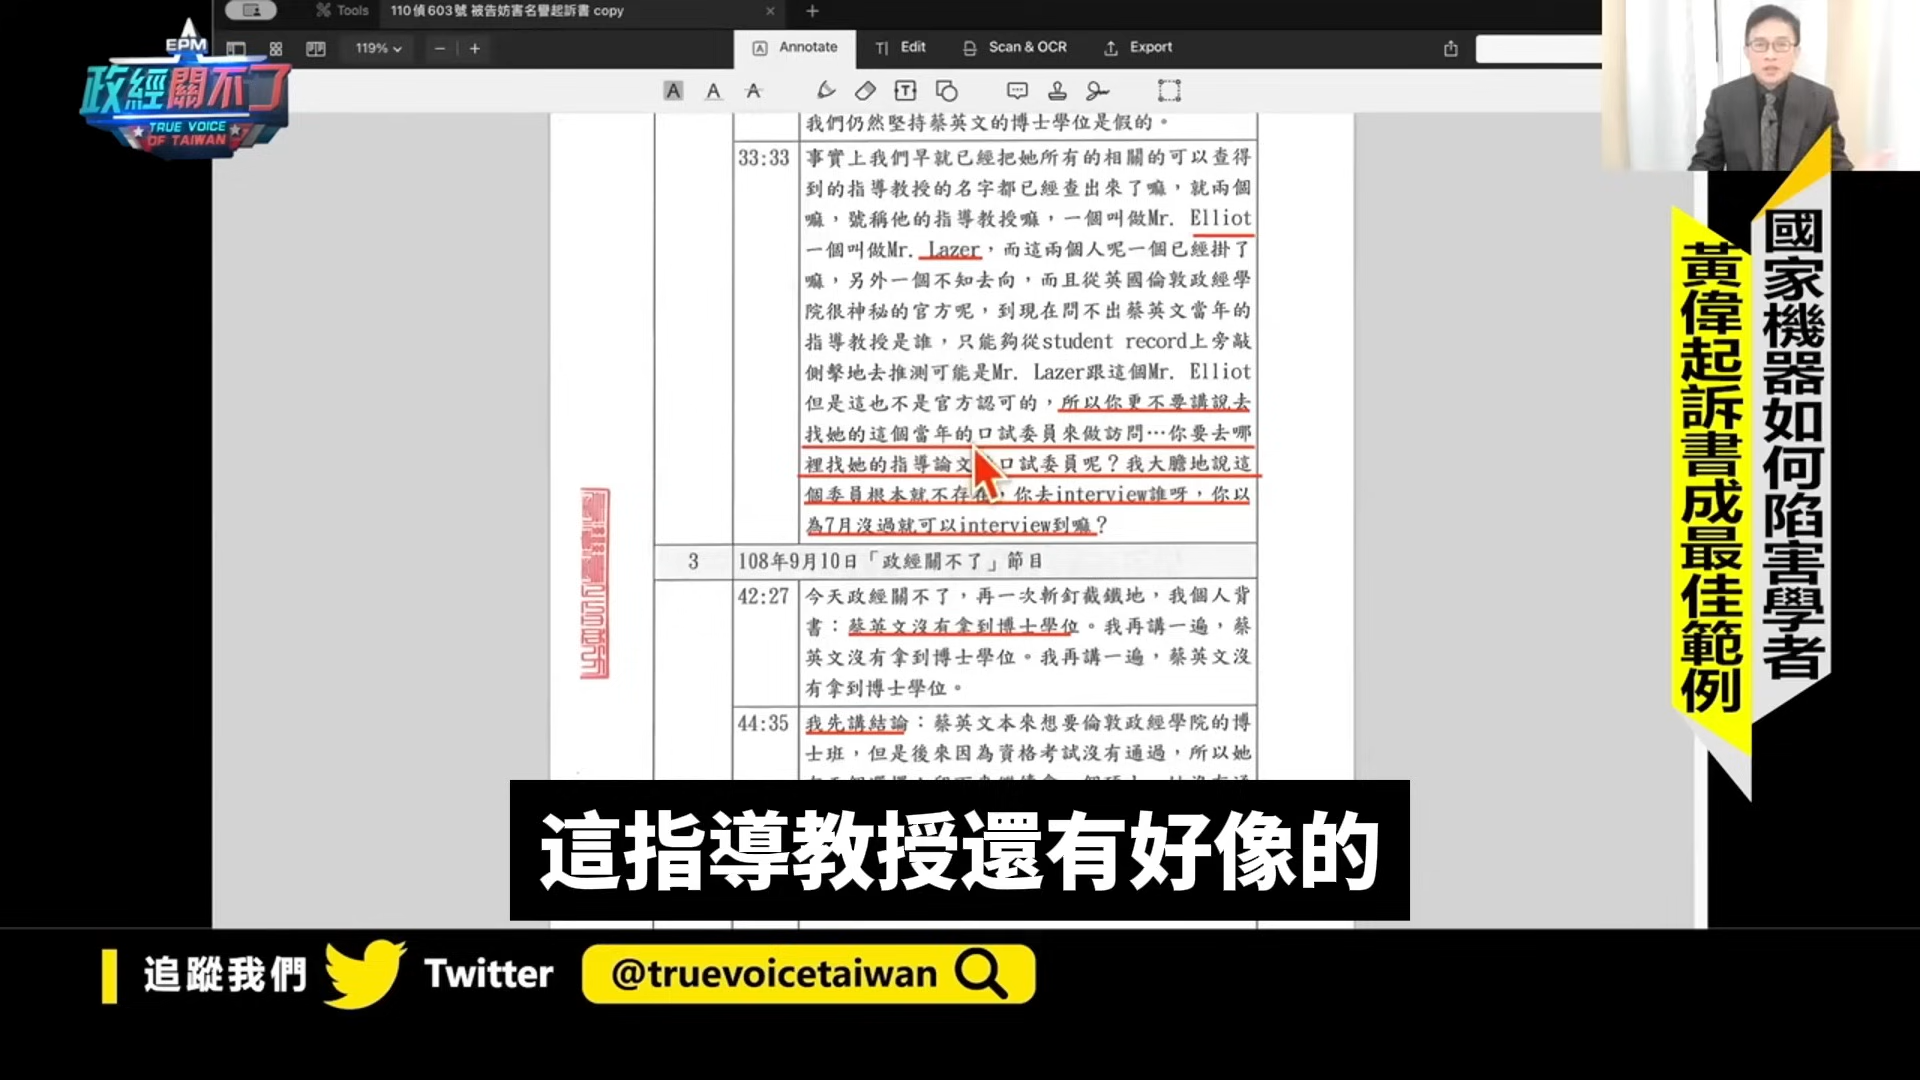 Tools
110偵603號 被告妨害名譽起訴書 copy
119%
Annotate
Edit
Scan & OCR
Export
EPM
政經關不了
TRUE VOICE
OF TAIWAN
我們仍然堅持蔡英文的博士學位是假的。
33:33 事實上我們早就已經把她所有的相關的可以查得
到的指導教授的名字都已經查出來了嘛，就兩個
嘛，號稱他的指導教授嘛，一個叫做Mr. Elliot
一個叫做Mr. Lazer，而這兩個人呢一個已經掛了
嘛，另外一個不知去向，而且從英國倫敦政經學
院很神秘的官方呢，到現在問不出蔡英文當年的
指導教授是誰，只能夠從student record上旁敲
側擊地去推測可能是Mr. Lazer跟這個Mr. Elliot
但是這也不是官方認可的，所以你更不要講說去
找她的這個當年的口試委員來做訪問…你要去哪
裡找她的指導論文 口試委員呢？我大膽地說這
個委員根本就不存在，你去interview誰呀，你以
為7月沒過就可以interview到嘛？
3 108年9月10日「政經關不了」節目
42:27 今天政經關不了，再一次斬釘截鐵地，我個人背
書：蔡英文沒有拿到博士學位。我再講一遍，蔡
英文沒有拿到博士學位。我再講一遍，蔡英文沒
有拿到博士學位。
44:35 我先講結論：蔡英文本來想要倫敦政經學院的博
士班，但是後來因為資格考試沒有通過，所以她
國家機器如何陷害學者
黃偉起訴書成最佳範例
這指導教授還有好像的
追蹤我們 Twitter @truevoicetaiwan